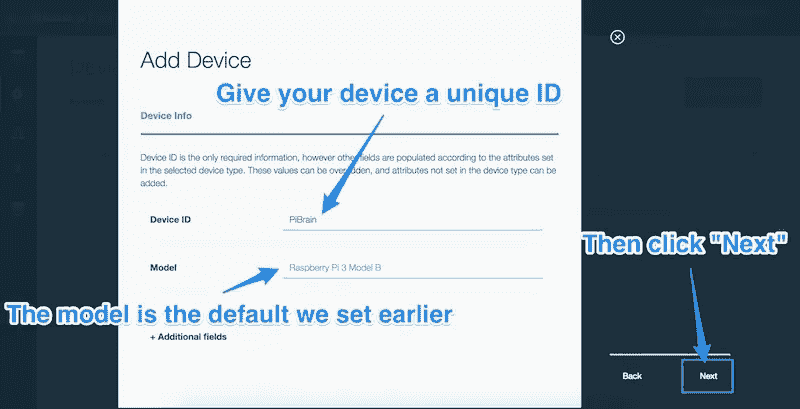 Add Device
Give your device a unique ID
Device Info
Device ID is the only required information, however other fields are populated according to the attributes set
in the selected device type. These values can be overridden, and attributes not set in the device type can be
added.
Device ID
PiBrain
Then click "Next"
Model
Raspberry Pi 3 Model B
The model is the default we set earlier
+ Additional fields
Back
Next